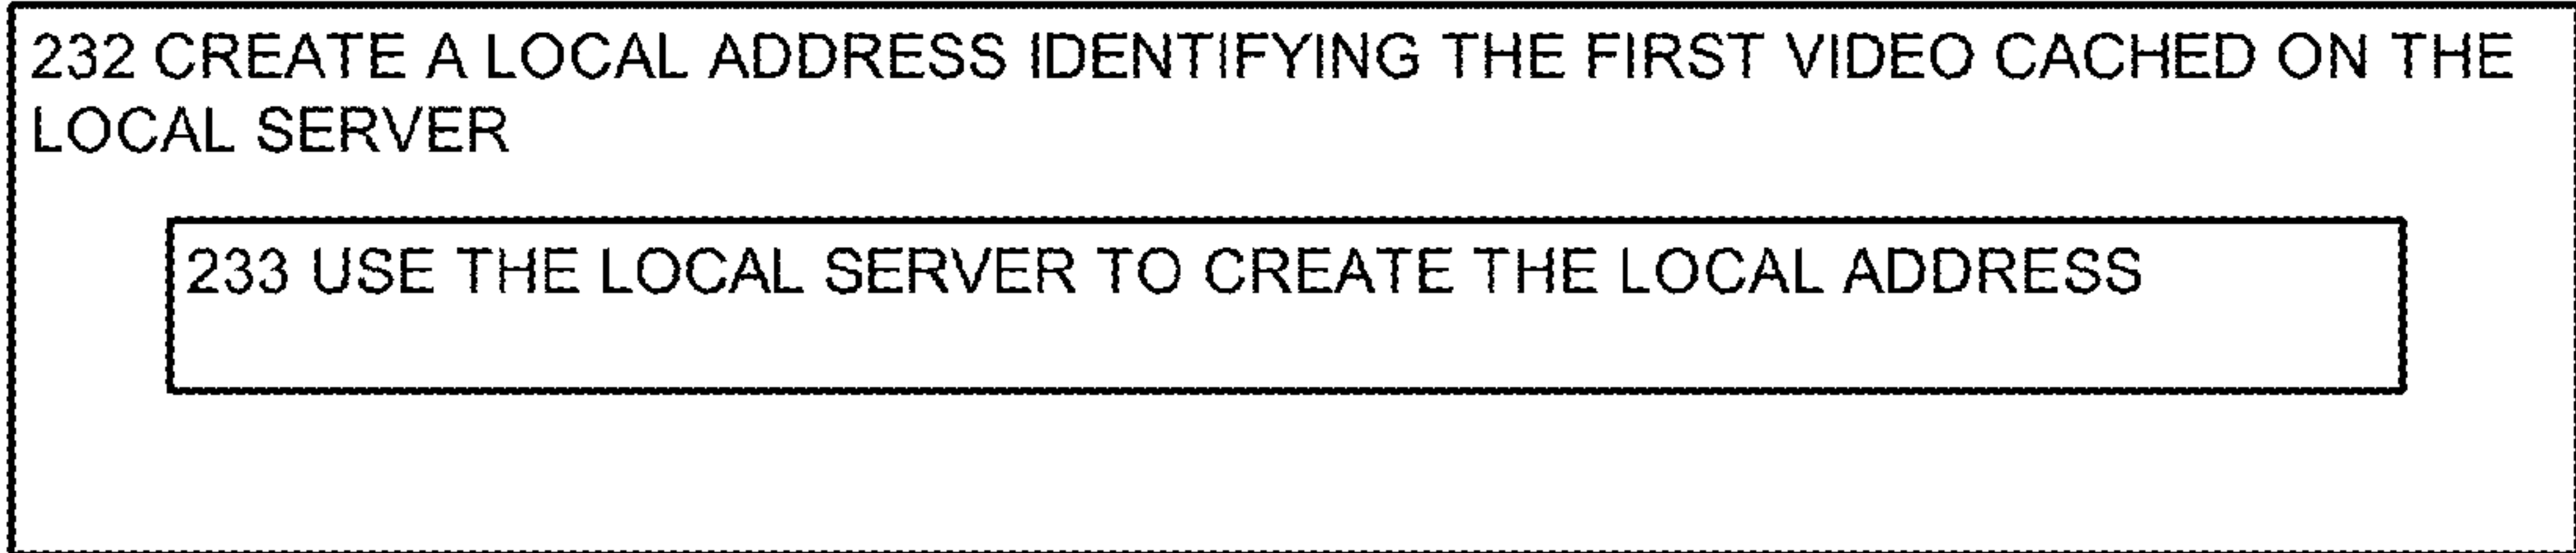 232 CREATE A LOCAL ADDRESS IDENTIFYING THE FIRST VIDEO CACHED ON THE
LOCAL SERVER
233 USE THE LOCAL SERVER TO CREATE THE LOCAL ADDRESS